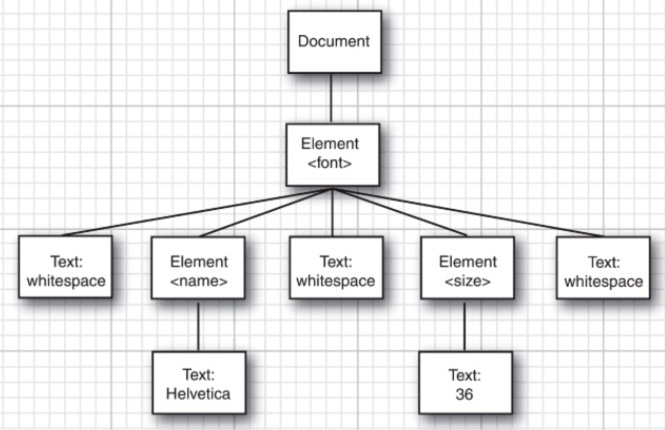 Document
Element
<font>
Text:
whitespace
Element
<name>
Text:
whitespace
Element
<size>
Text:
whitespace
Text:
Helvetica
Text:
36